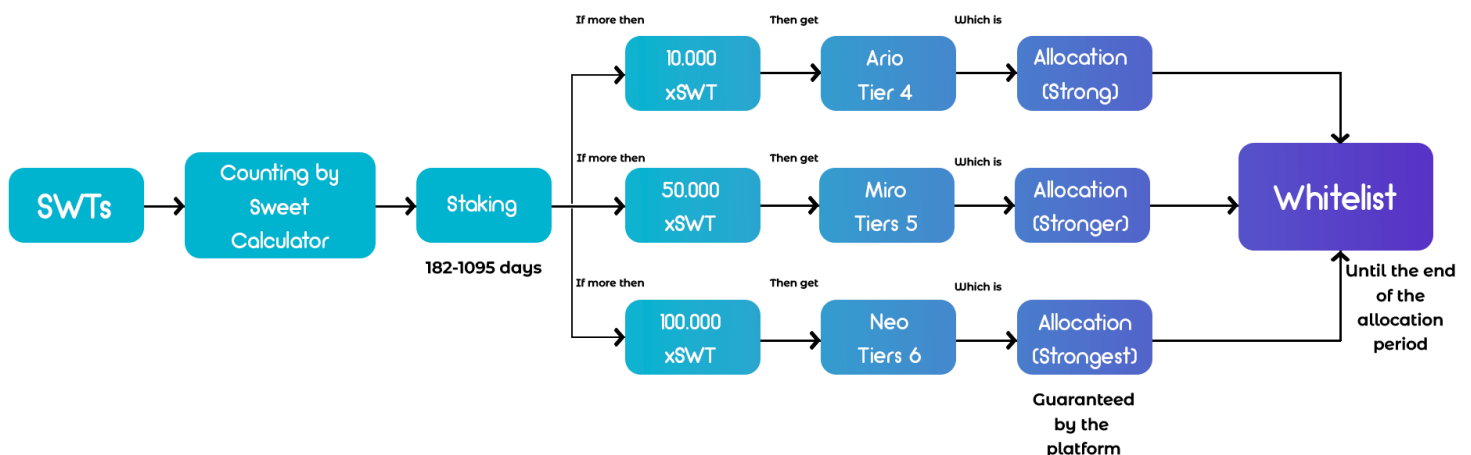 If more then
Then get
Which is
10.000
xSWT
Ario
Tier 4
Allocation
(Strong)
SWTs
Counting by
Sweet
Calculator
Staking
182-1095 days
If more then
Then get
Which is
50.000
xSWT
Miro
Tiers 5
Allocation
(Stronger)
Whitelist
Until the end
of the
allocation
period
If more then
Then get
Which is
100.000
xSWT
Neo
Tiers 6
Allocation
(Strongest)
Guaranteed
by the
platform